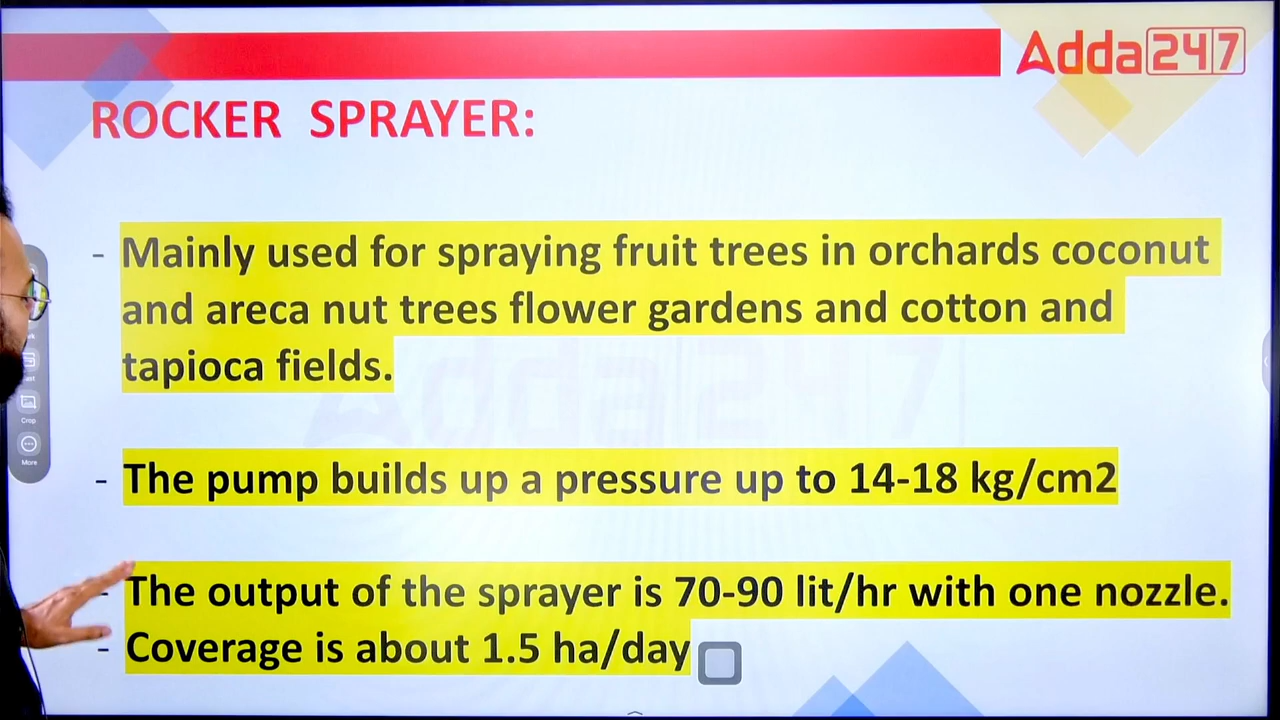 Adda247
ROCKER SPRAYER:
- Mainly used for spraying fruit trees in orchards coconut
and areca nut trees flower gardens and cotton and
tapioca fields.
- The pump builds up a pressure up to 14-18 kg/cm2
- The output of the sprayer is 70-90 lit/hr with one nozzle.
- Coverage is about 1.5 ha/day
Crop
More